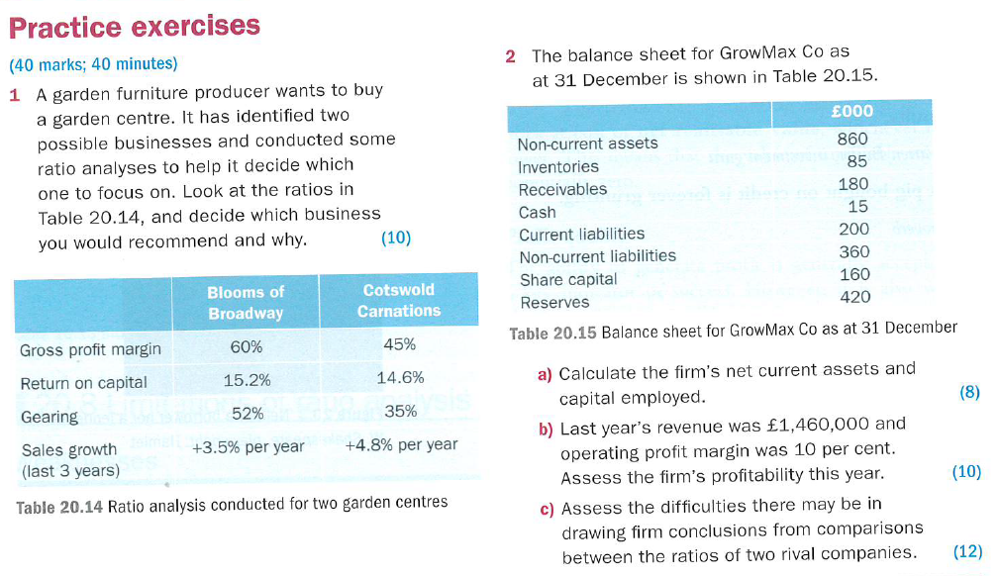 Practice exercises
(40 marks; 40 minutes)
1 A garden furniture producer wants to buy
a garden centre. It has identified two
possible businesses and conducted some
ratio analyses to help it decide which
one to focus on. Look at the ratios in
Table 20.14, and decide which business
you would recommend and why. (10)
Blooms of Broadway | Cotswold Carnations
Gross profit margin 60% 45%
Return on capital 15.2% 14.6%
Gearing 52% 35%
Sales growth (last 3 years) +3.5% per year +4.8% per year
Table 20.14 Ratio analysis conducted for two garden centres
2 The balance sheet for GrowMax Co as
at 31 December is shown in Table 20.15.
£000
Non-current assets 860
Inventories 85
Receivables 180
Cash 15
Current liabilities 200
Non-current liabilities 360
Share capital 160
Reserves 420
Table 20.15 Balance sheet for GrowMax Co as at 31 December
a) Calculate the firm's net current assets and
capital employed. (8)
b) Last year's revenue was £1,460,000 and
operating profit margin was 10 per cent.
Assess the firm's profitability this year. (10)
c) Assess the difficulties there may be in
drawing firm conclusions from comparisons
between the ratios of two rival companies. (12)